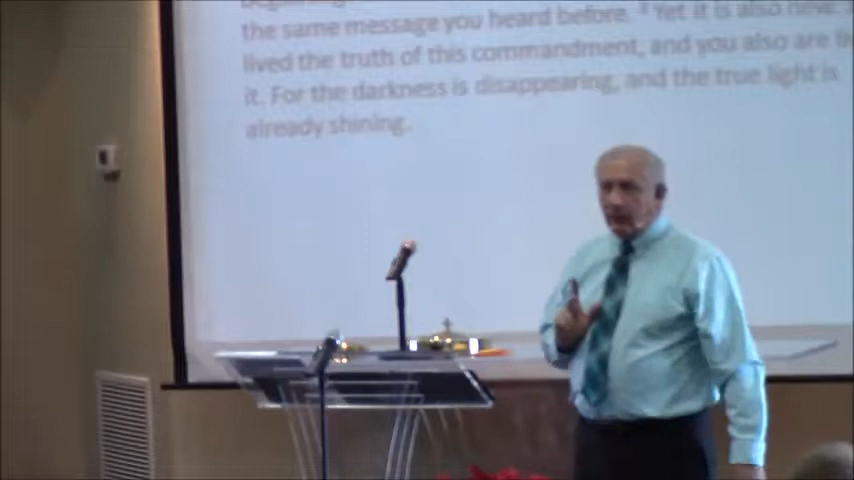 the same message you heard before. 8 Yet it is also new.
lived the truth of this commandment, and you also are
it. For the darkness is disappearing, and the true light is
already shining.